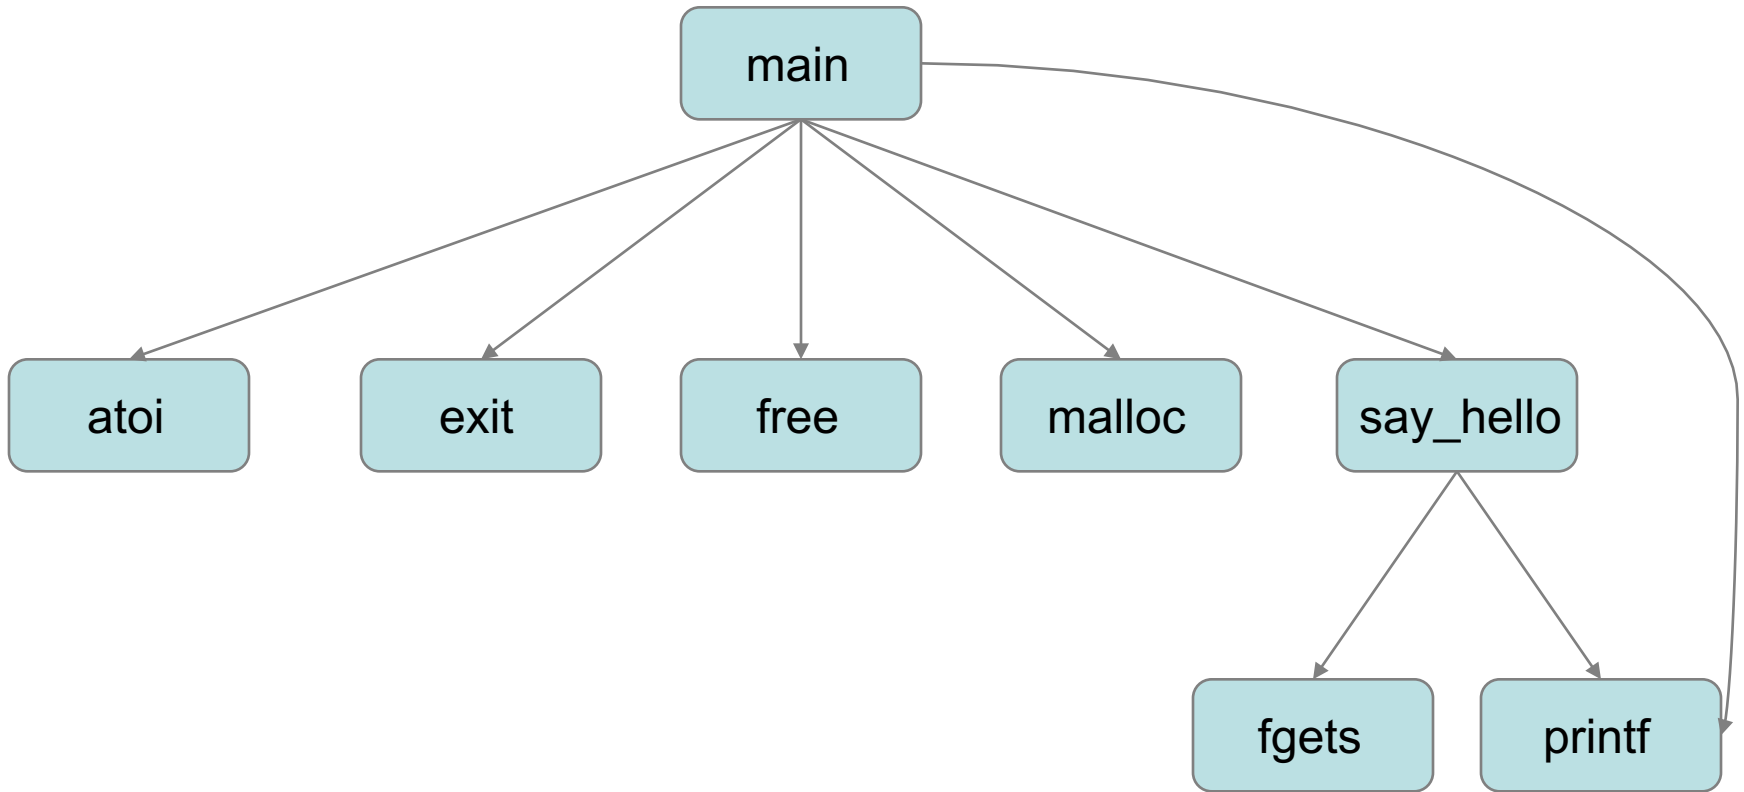 main
atoi
exit
free
malloc
say_hello
fgets
printf